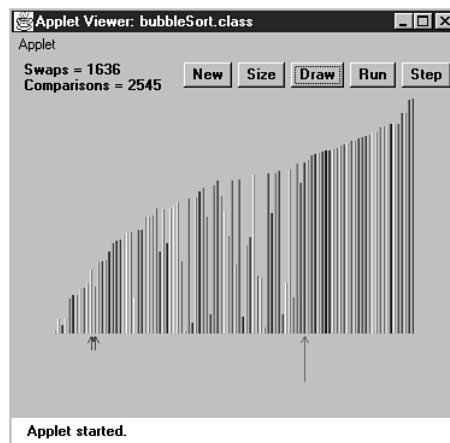 Applet Viewer: bubbleSort.class
Applet
Swaps = 1636
Comparisons = 2545
New Size Draw Run Step
Applet started.